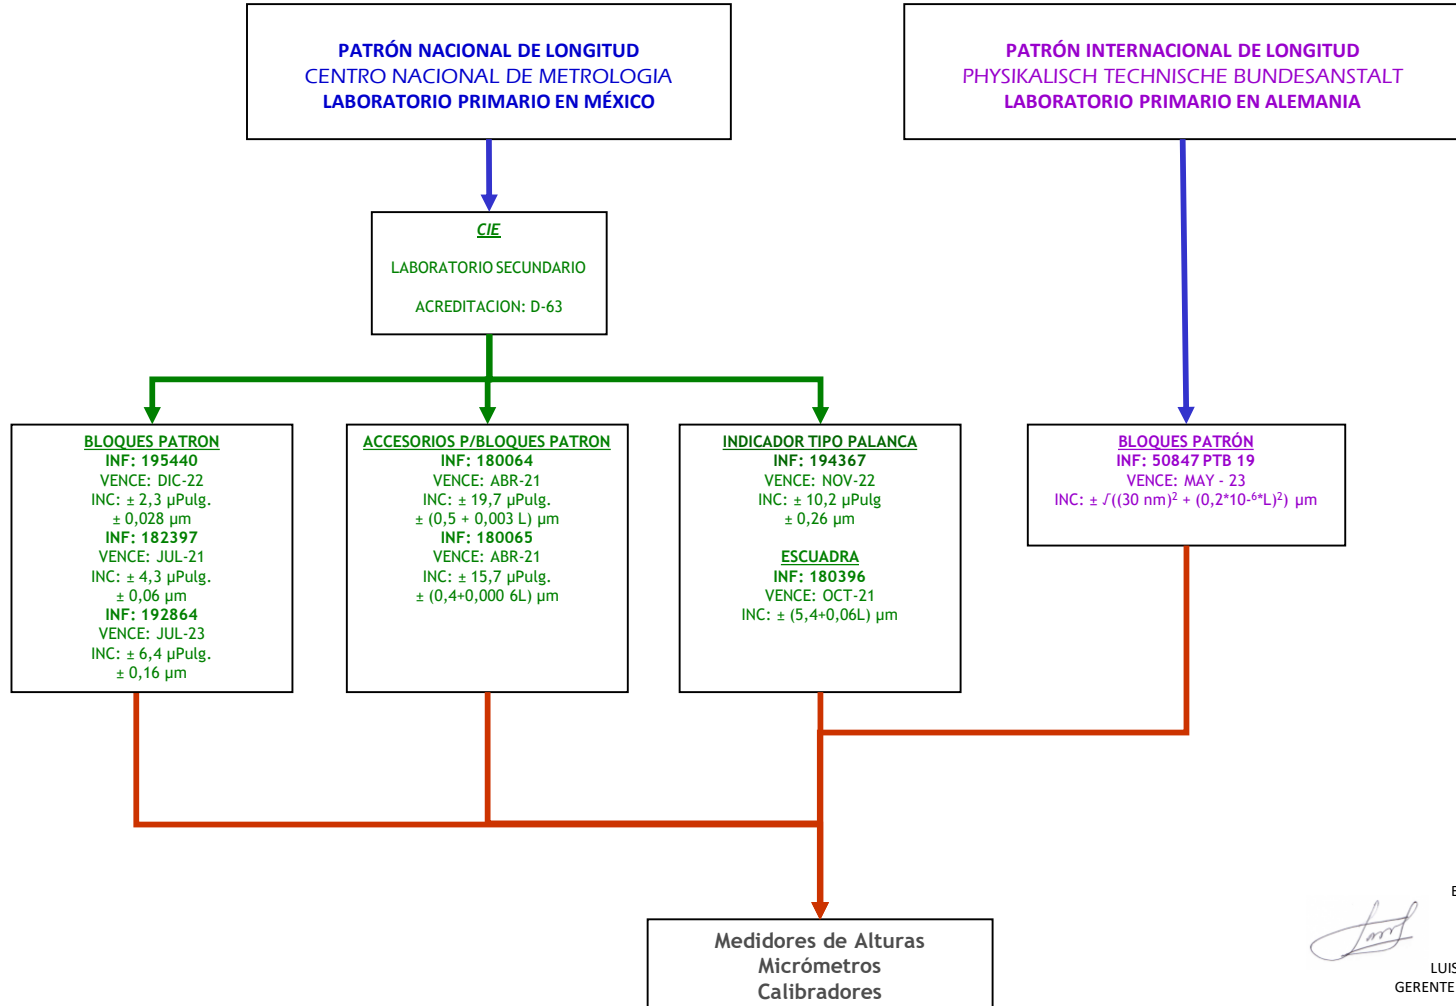 PATRÓN NACIONAL DE LONGITUD
CENTRO NACIONAL DE METROLOGIA
LABORATORIO PRIMARIO EN MÉXICO
PATRÓN INTERNACIONAL DE LONGITUD
PHYSIKALISCH TECHNISCHE BUNDESANSTALT
LABORATORIO PRIMARIO EN ALEMANIA
CIE
LABORATORIO SECUNDARIO
ACREDITACION: D-63
BLOQUES PATRON
INF: 195440
VENCE: DIC-22
INC: ± 2,3 µPulg.
± 0,028 µm
INF: 182397
VENCE: JUL-21
INC: ± 4,3 µPulg.
± 0,06 µm
INF: 192864
VENCE: JUL-23
INC: ± 6,4 µPulg.
± 0,16 µm
ACCESORIOS P/BLOQUES PATRON
INF: 180064
VENCE: ABR-21
INC: ± 19,7 µPulg.
± (0,5 + 0,003 L) µm
INF: 180065
VENCE: ABR-21
INC: ± 15,7 µPulg.
± (0,4+0,000 6L) µm
INDICADOR TIPO PALANCA
INF: 194367
VENCE: NOV-22
INC: ± 10,2 µPulg
± 0,26 µm
ESCUADRA
INF: 180396
VENCE: OCT-21
INC: ± (5,4+0,06L) µm
BLOQUES PATRÓN
INF: 50847 PTB 19
VENCE: MAY - 23
INC: ± √((30 nm)² + (0,2*10-⁶*L)²) µm
Medidores de Alturas
Micrómetros
Calibradores
LUIS
GERENTE